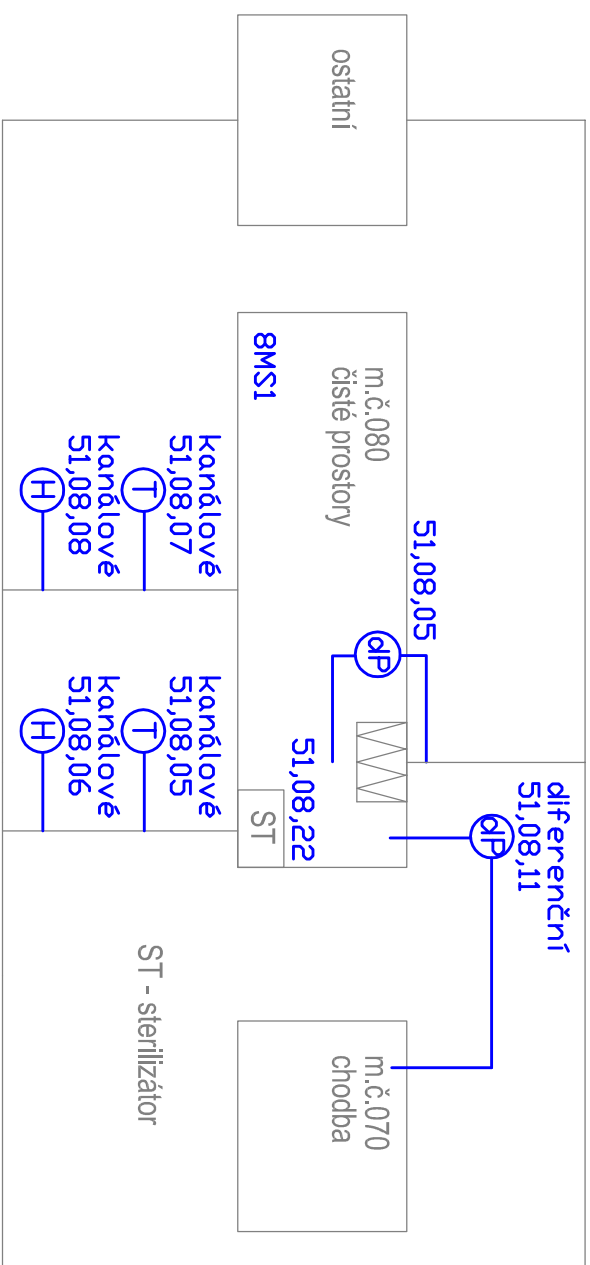 ostatní
8MS1
m.č.080
čisté prostory
51,08,05
dP
51,08,22
ST
diferenční
51,08,11
dP
m.č.070
chodba
kanálové
51,08,07
T
kanálové
51,08,08
H
kanálové
51,08,05
T
kanálové
51,08,06
H
ST - sterilizátor